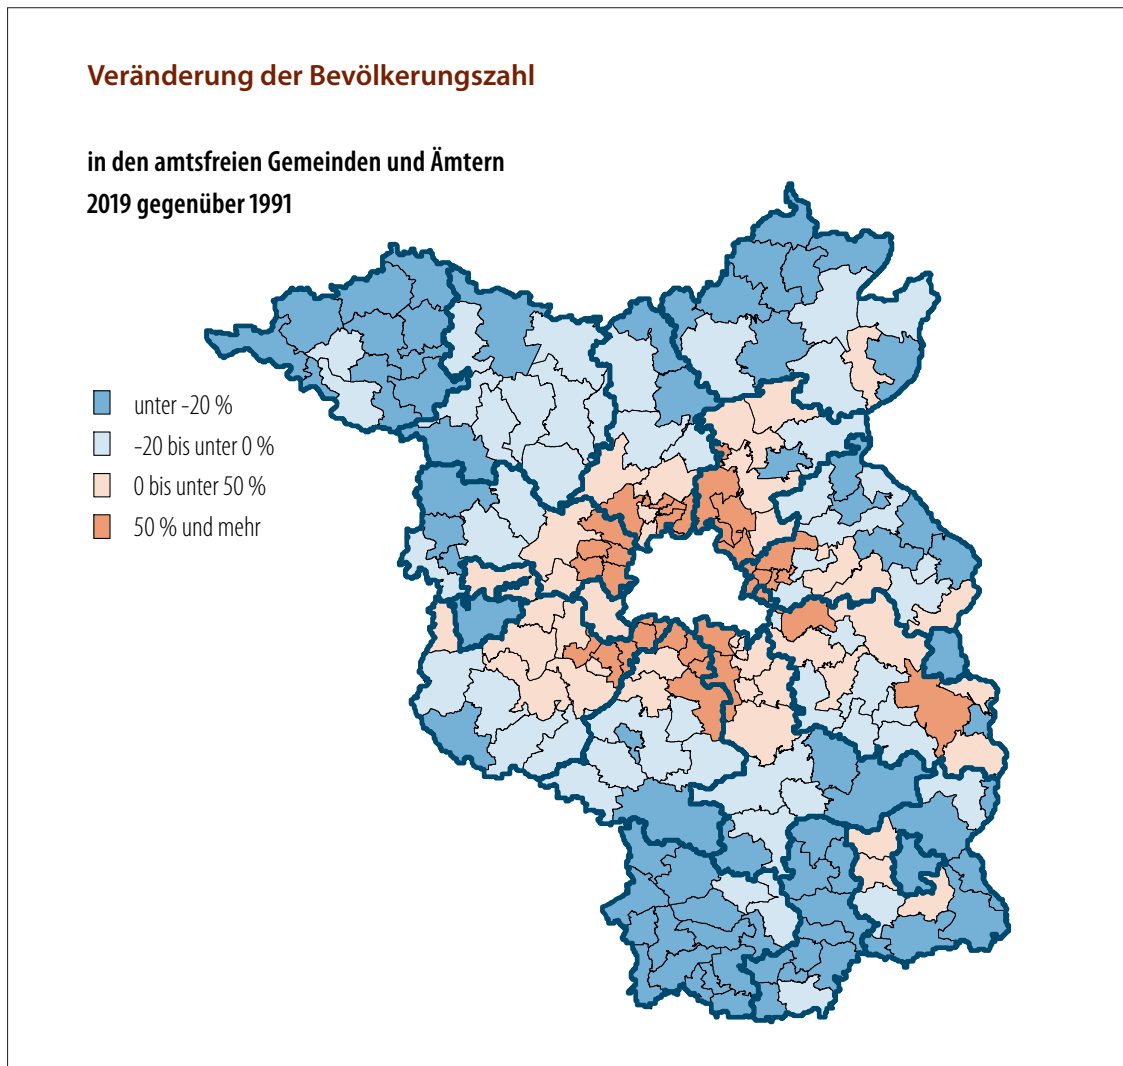 Veränderung der Bevölkerungszahl
in den amtsfreien Gemeinden und Ämtern
2019 gegenüber 1991
unter -20 %
-20 bis unter 0 %
0 bis unter 50 %
50 % und mehr